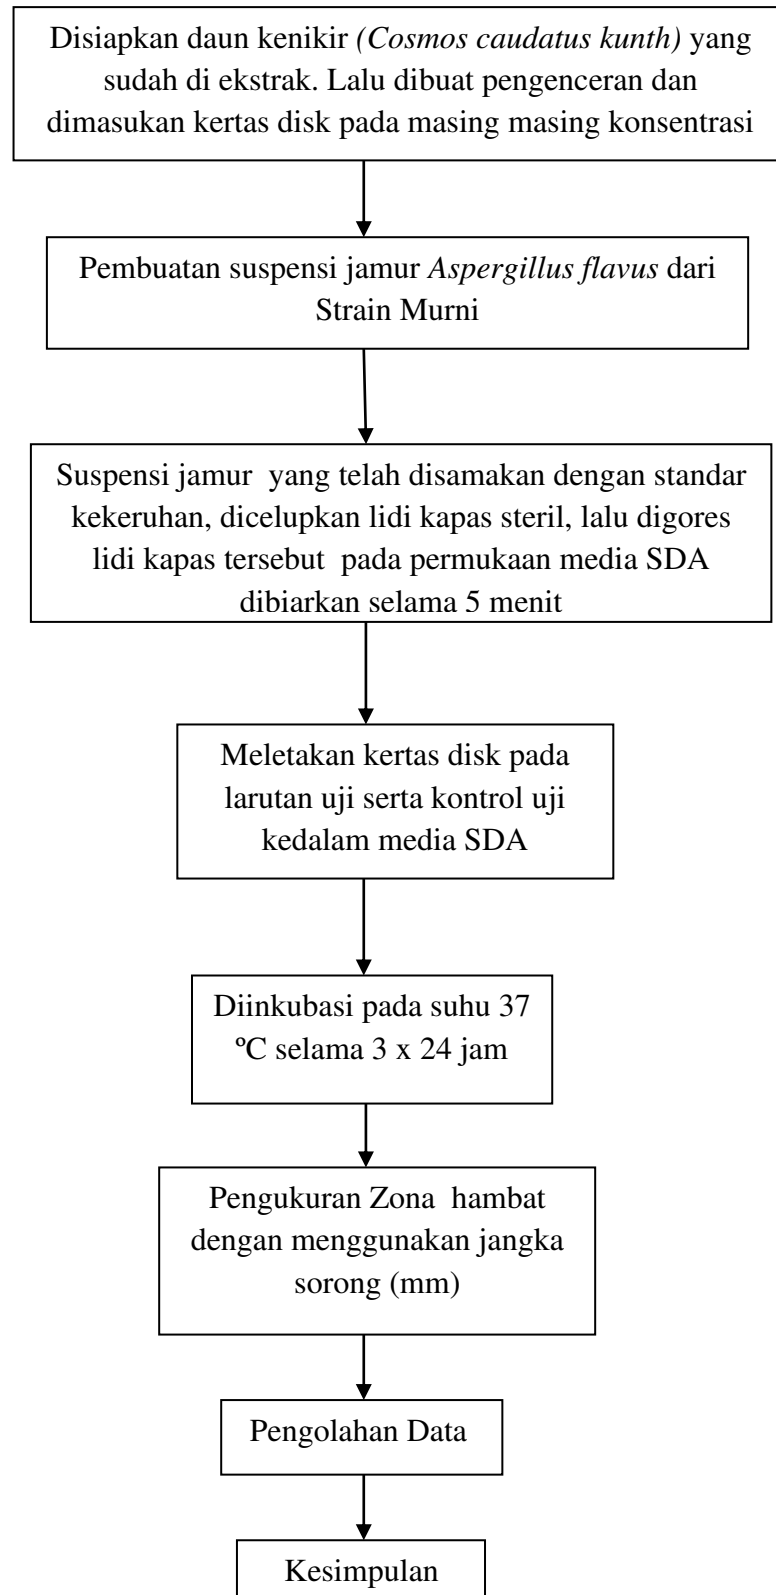 Disiapkan daun kenikir (Cosmos caudatus kunth) yang
sudah di ekstrak. Lalu dibuat pengenceran dan
dimasukan kertas disk pada masing masing konsentrasi
Pembuatan suspensi jamur Aspergillus flavus dari
Strain Murni
Suspensi jamur yang telah disamakan dengan standar
kekeruhan, dicelupkan lidi kapas steril, lalu digores
lidi kapas tersebut pada permukaan media SDA
dibiarkan selama 5 menit
Meletakan kertas disk pada
larutan uji serta kontrol uji
kedalam media SDA
Diinkubasi pada suhu 37
ºC selama 3 x 24 jam
Pengukuran Zona hambat
dengan menggunakan jangka
sorong (mm)
Pengolahan Data
Kesimpulan